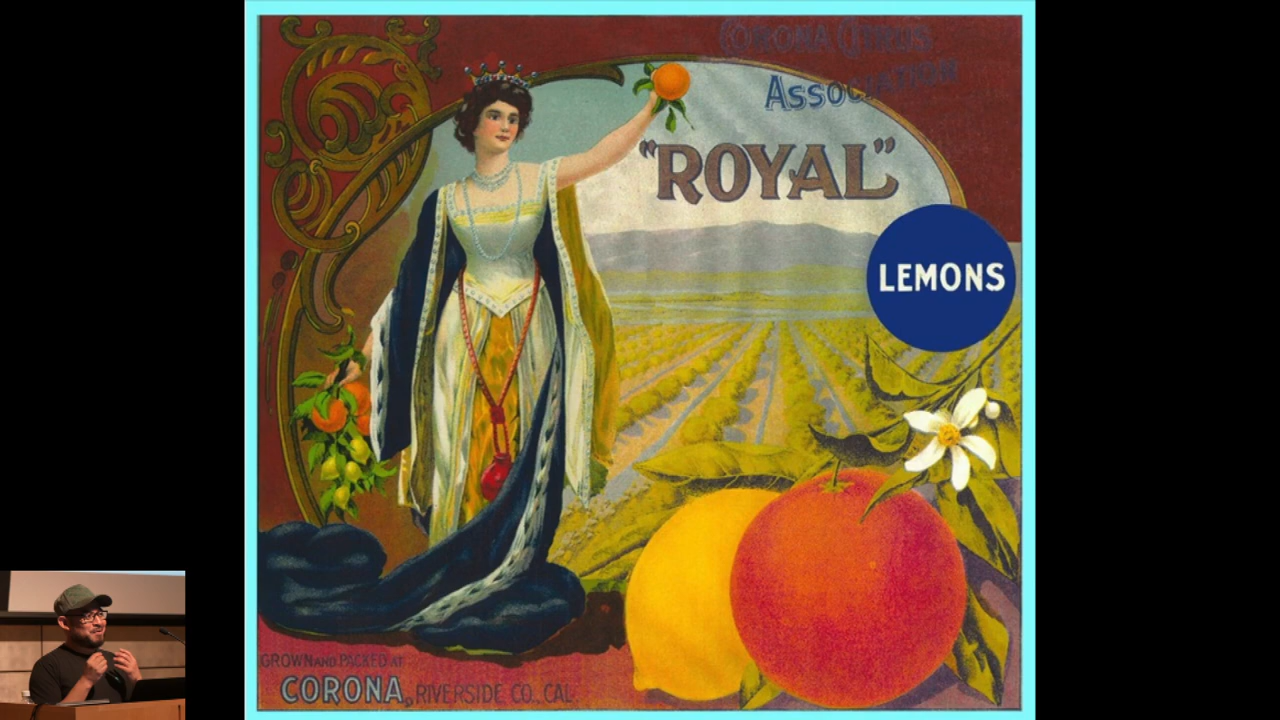 Corona Citrus
Association
"ROYAL"
LEMONS
GROWN AND PACKED AT
CORONA, RIVERSIDE CO., CAL.